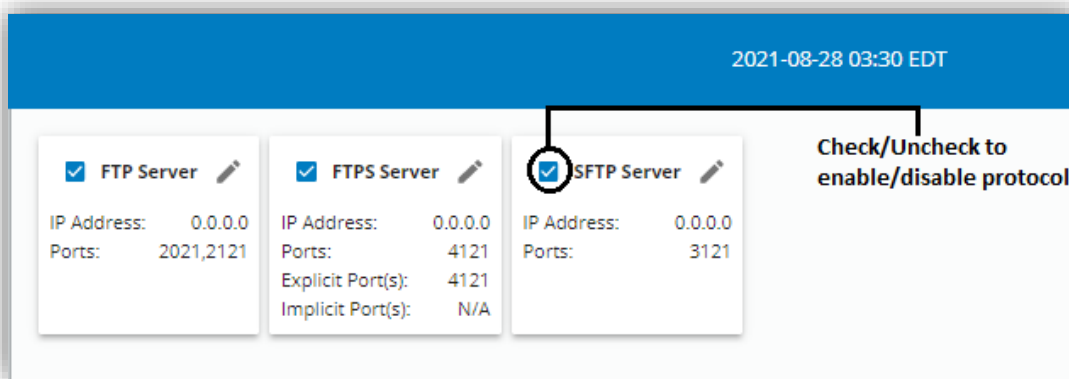 2021-08-28 03:30 EDT
Check/Uncheck to
enable/disable protocol
FTP Server
IP Address: 0.0.0.0
Ports: 2021,2121
FTPS Server
IP Address: 0.0.0.0
Ports: 4121
Explicit Port(s): 4121
Implicit Port(s): N/A
SFTP Server
IP Address: 0.0.0.0
Ports: 3121